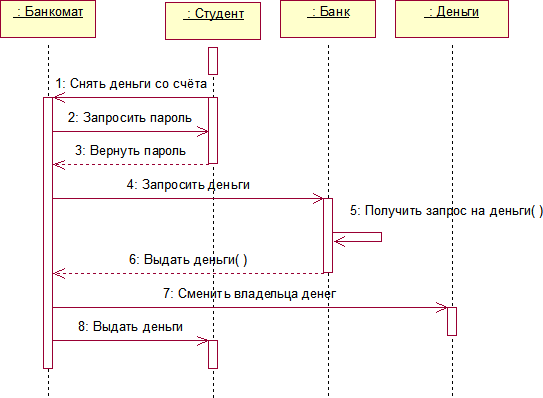 : Банкомат
: Студент
: Банк
: Деньги
1: Снять деньги со счёта
2: Запросить пароль
3: Вернуть пароль
4: Запросить деньги
5: Получить запрос на деньги( )
6: Выдать деньги( )
7: Сменить владельца денег
8: Выдать деньги